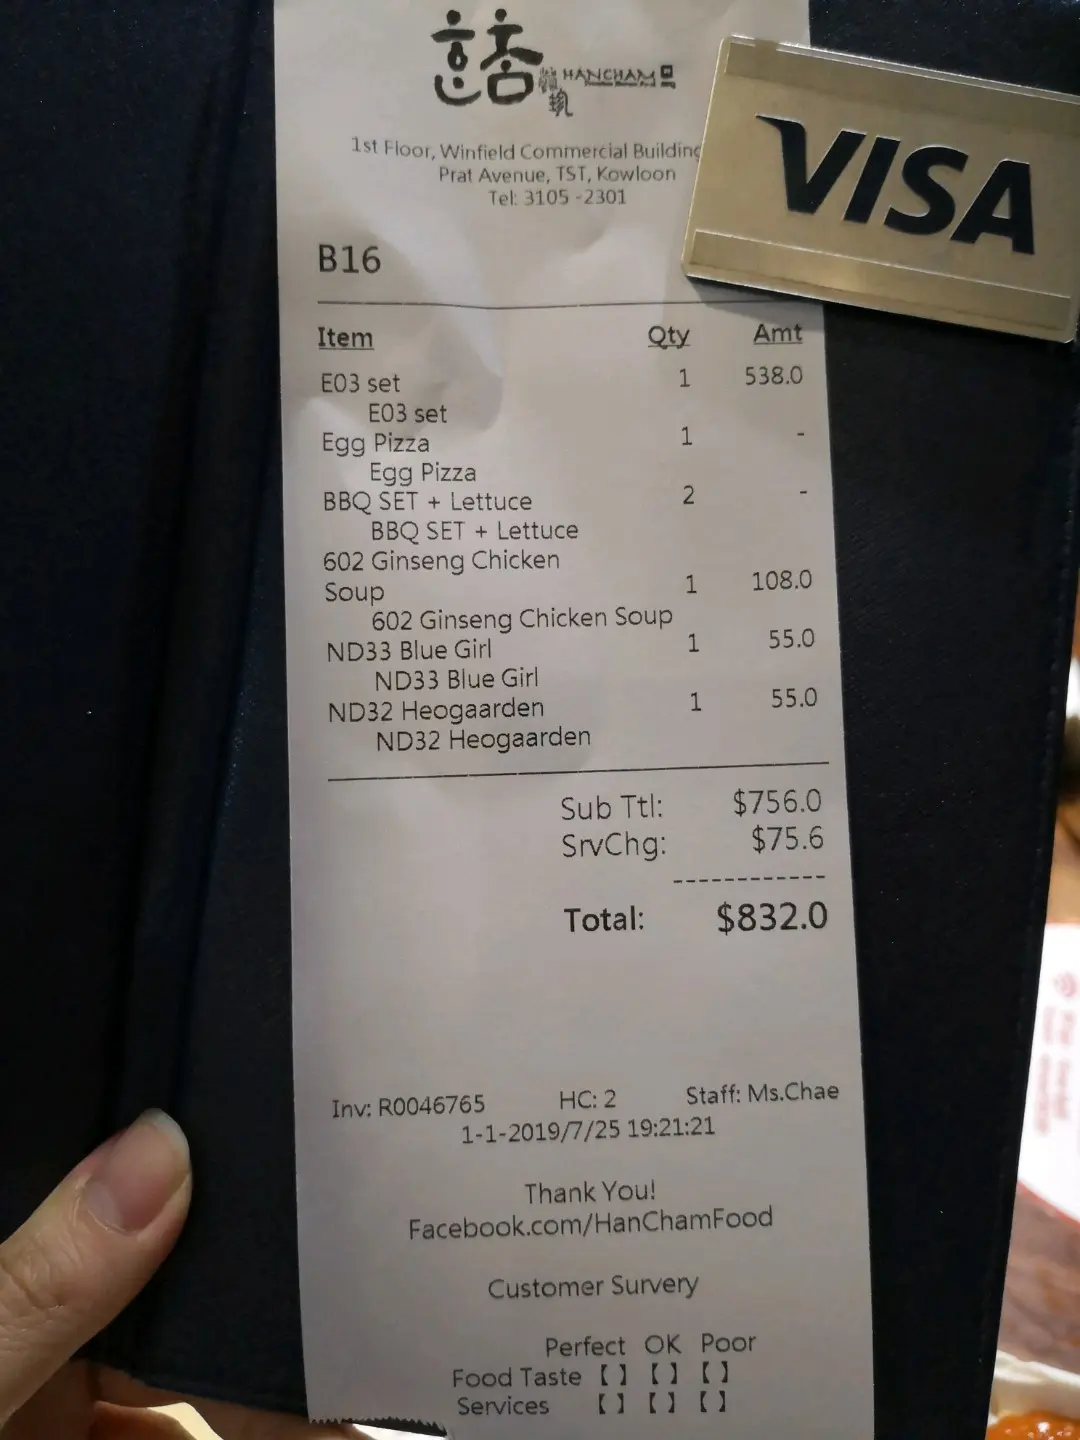 한줌 HANCHAM
1st Floor, Winfield Commercial Building
Prat Avenue, TST, Kowloon
Tel: 3105 -2301
VISA
B16
Item Qty Amt
E03 set 1 538.0
E03 set
Egg Pizza 1 -
Egg Pizza
BBQ SET + Lettuce 2 -
BBQ SET + Lettuce
602 Ginseng Chicken
Soup 1 108.0
602 Ginseng Chicken Soup
ND33 Blue Girl 1 55.0
ND33 Blue Girl
ND32 Heogaarden 1 55.0
ND32 Heogaarden
Sub Ttl: $756.0
SrvChg: $75.6
------------
Total: $832.0
Inv: R0046765 HC: 2 Staff: Ms.Chae
1-1-2019/7/25 19:21:21
Thank You!
Facebook.com/HanChamFood
Customer Survery
Perfect OK Poor
Food Taste 【 】 【 】 【 】
Services 【 】 【 】 【 】